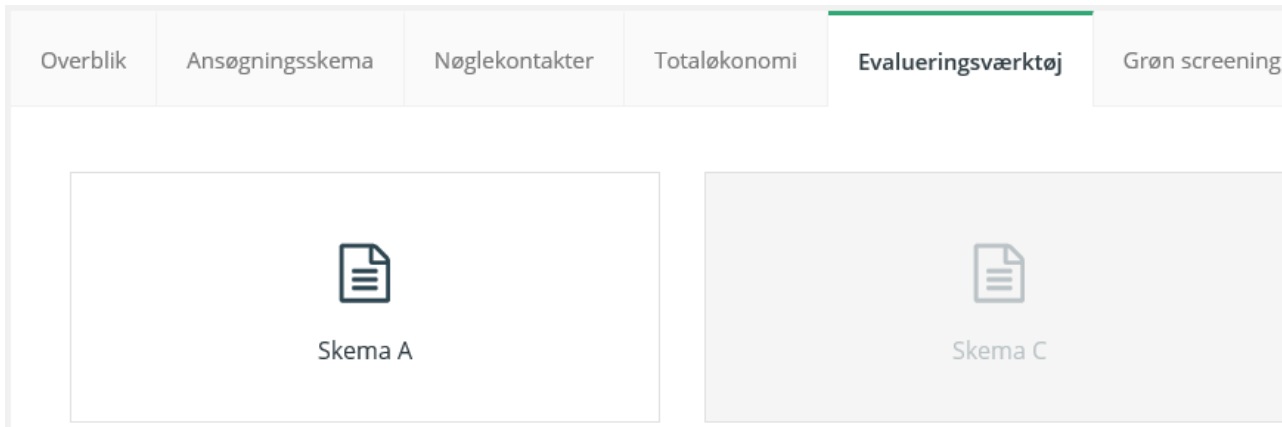 Overblik Ansøgningsskema Nøglekontakter Totaløkonomi Evalueringsværktøj Grøn screening
Skema A Skema C